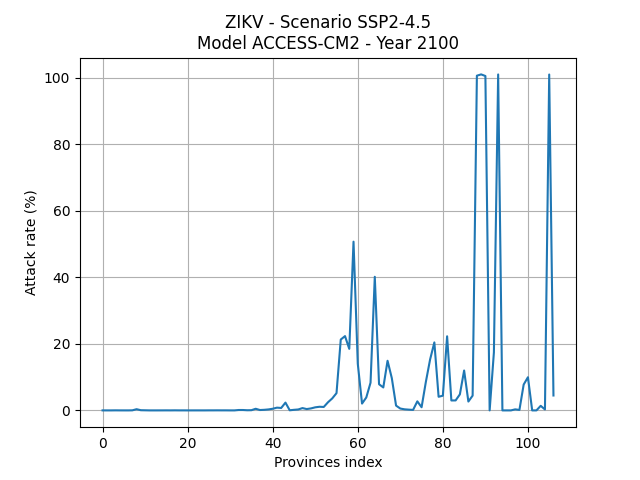 ZIKV - Scenario SSP2-4.5
Model ACCESS-CM2 - Year 2100
100
80
60
40
20
0
Attack rate (%)
0 20 40 60 80 100
Provinces index